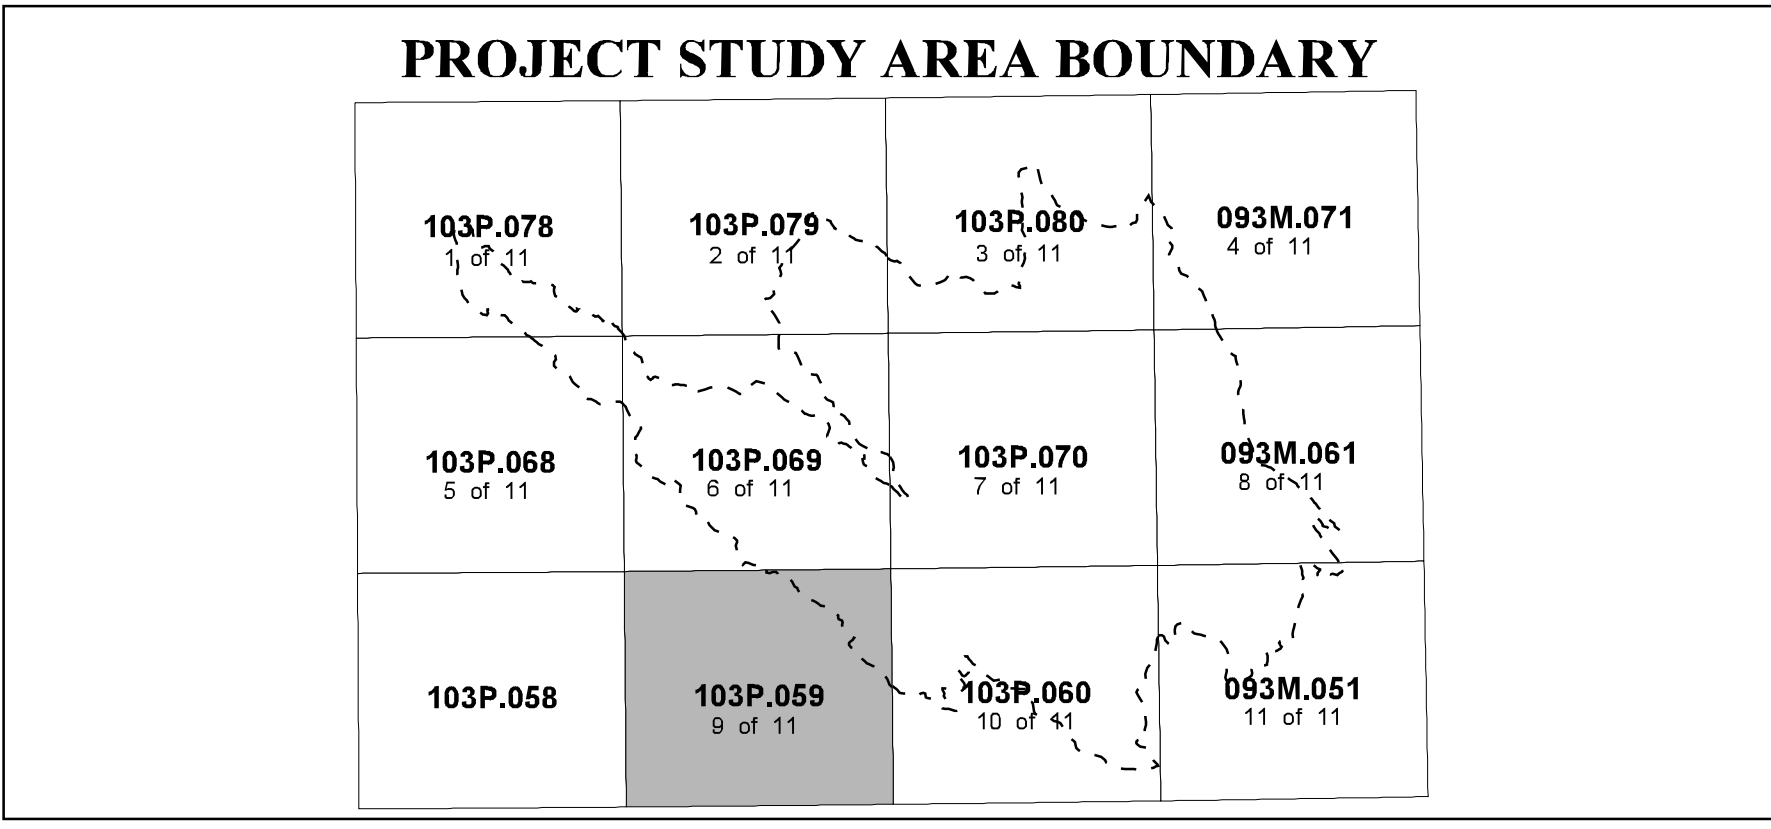 PROJECT STUDY AREA BOUNDARY
103P.078
1 of 11
103P.079
2 of 11
103P.080
3 of 11
093M.071
4 of 11
103P.068
5 of 11
103P.069
6 of 11
103P.070
7 of 11
093M.061
8 of 11
103P.058
103P.059
9 of 11
103P.060
10 of 11
093M.051
11 of 11